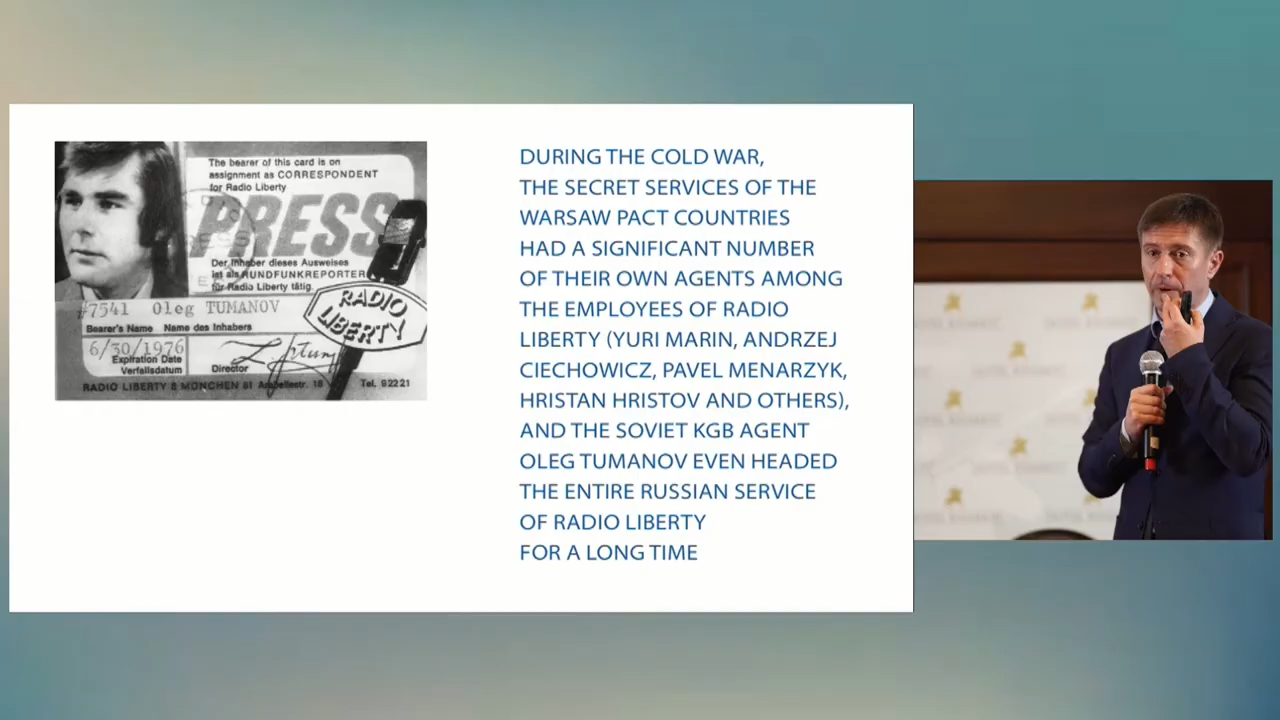 The bearer of this card is on
assignment as CORRESPONDENT
for Radio Liberty
PRESS
Der Inhaber dieses Ausweises
ist als RUNDFUNKREPORTER
für Radio Liberty tätig.
#7541 Oleg TUMANOV
Bearer's Name Name des Inhabers
6/30/1976
Expiration Date
Verfallsdatum
Director
RADIO LIBERTY 8 MÜNCHEN 81 Arabellastr. 18 Tel. 92221
RADIO
LIBERTY
DURING THE COLD WAR,
THE SECRET SERVICES OF THE
WARSAW PACT COUNTRIES
HAD A SIGNIFICANT NUMBER
OF THEIR OWN AGENTS AMONG
THE EMPLOYEES OF RADIO
LIBERTY (YURI MARIN, ANDRZEJ
CIECHOWICZ, PAVEL MENARZYK,
HRISTAN HRISTOV AND OTHERS),
AND THE SOVIET KGB AGENT
OLEG TUMANOV EVEN HEADED
THE ENTIRE RUSSIAN SERVICE
OF RADIO LIBERTY
FOR A LONG TIME